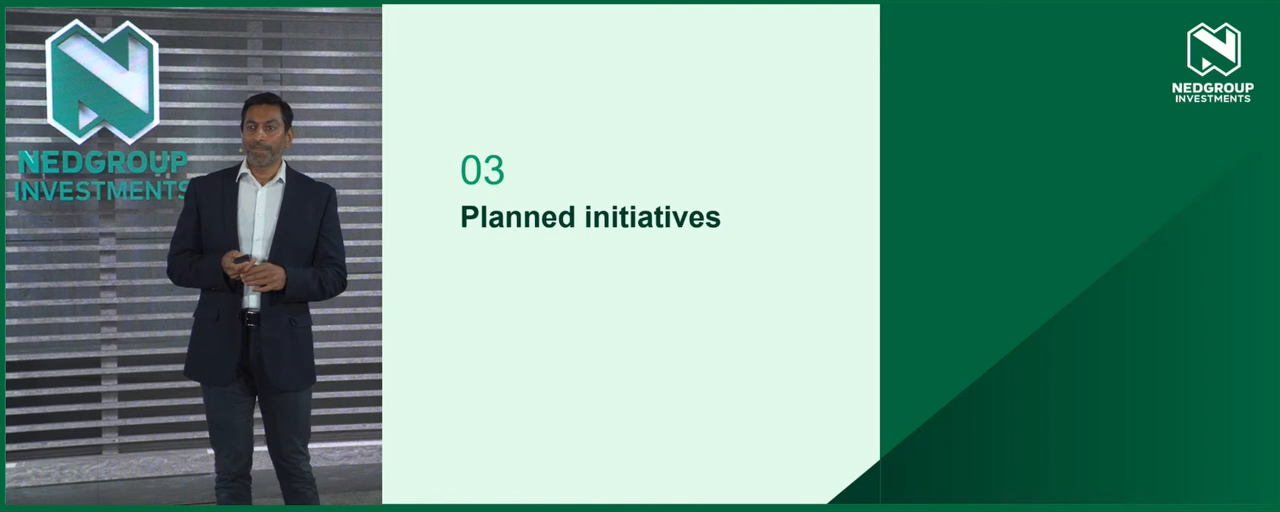 NEDGROUP
INVESTMENTS
03
Planned initiatives
NEDGROUP
INVESTMENTS